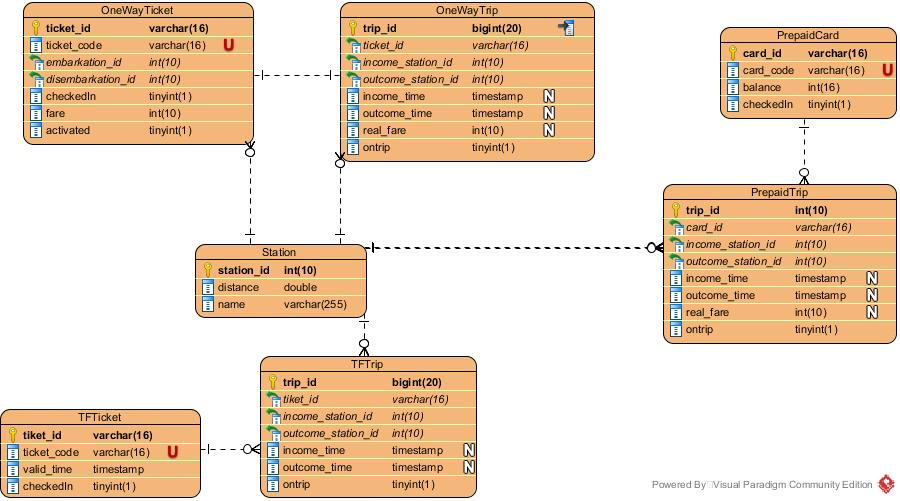 OneWayTicket
ticket_id varchar(16)
ticket_code varchar(16) U
embarkation_id int(10)
disembarkation_id int(10)
checkedIn tinyint(1)
fare int(10)
activated tinyint(1)
OneWayTrip
trip_id bigint(20)
ticket_id varchar(16)
income_station_id int(10)
outcome_station_id int(10)
income_time timestamp N
outcome_time timestamp N
real_fare int(10) N
ontrip tinyint(1)
PrepaidCard
card_id varchar(16)
card_code varchar(16) U
balance int(16)
checkedIn tinyint(1)
PrepaidTrip
trip_id int(10)
card_id varchar(16)
income_station_id int(10)
outcome_station_id int(10)
income_time timestamp N
outcome_time timestamp N
real_fare int(10) N
ontrip tinyint(1)
Station
station_id int(10)
distance double
name varchar(255)
TFTrip
trip_id bigint(20)
tiket_id varchar(16)
income_station_id int(10)
outcome_station_id int(10)
income_time timestamp N
outcome_time timestamp N
ontrip tinyint(1)
TFTicket
tiket_id varchar(16)
ticket_code varchar(16) U
valid_time timestamp
checkedIn tinyint(1)
Powered By Visual Paradigm Community Edition